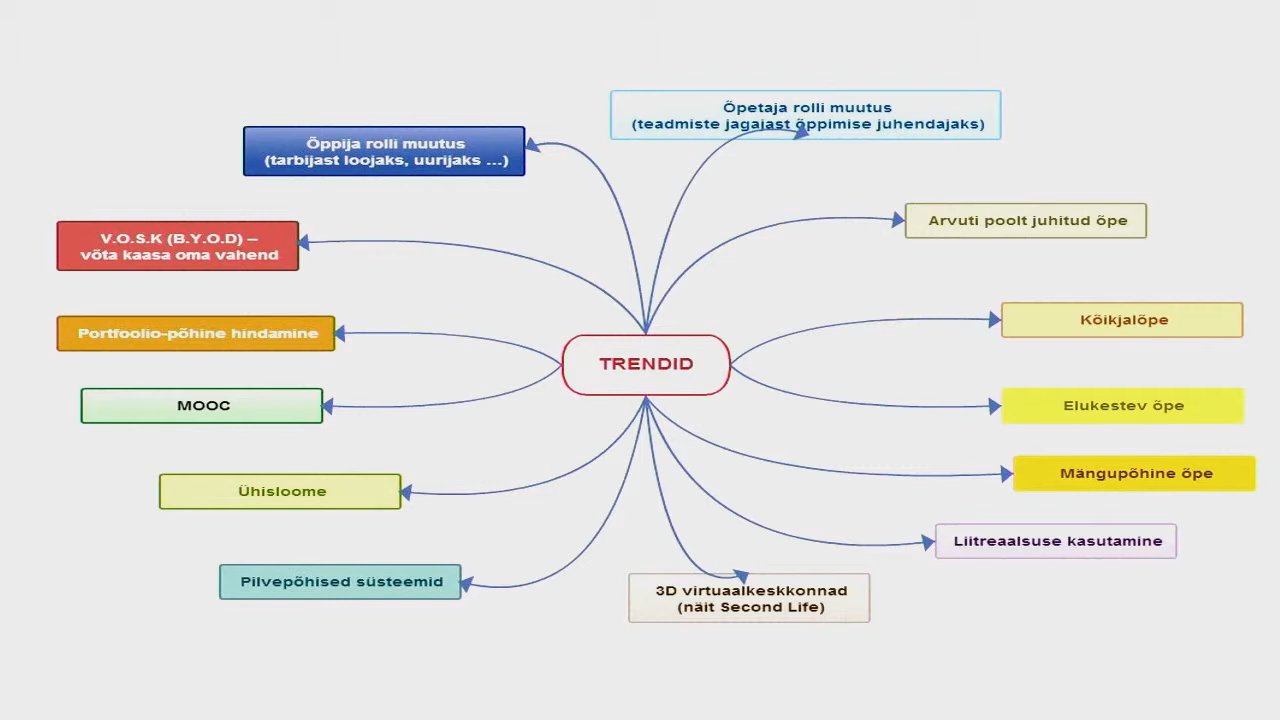 Õpetaja rolli muutus
(teadmiste jagajast õppimise juhendajaks)
Õppija rolli muutus
(tarbijast loojaks, uurijaks ...)
Arvuti poolt juhitud õpe
V.O.S.K (B.Y.O.D) –
võta kaasa oma vahend
Kõikjalõpe
Portfoolio-põhine hindamine
TRENDID
MOOC
Elukestev õpe
Mängupõhine õpe
Ühisloome
Liitreaalsuse kasutamine
Pilvepõhised süsteemid
3D virtuaalkeskkonnad
(näit Second Life)